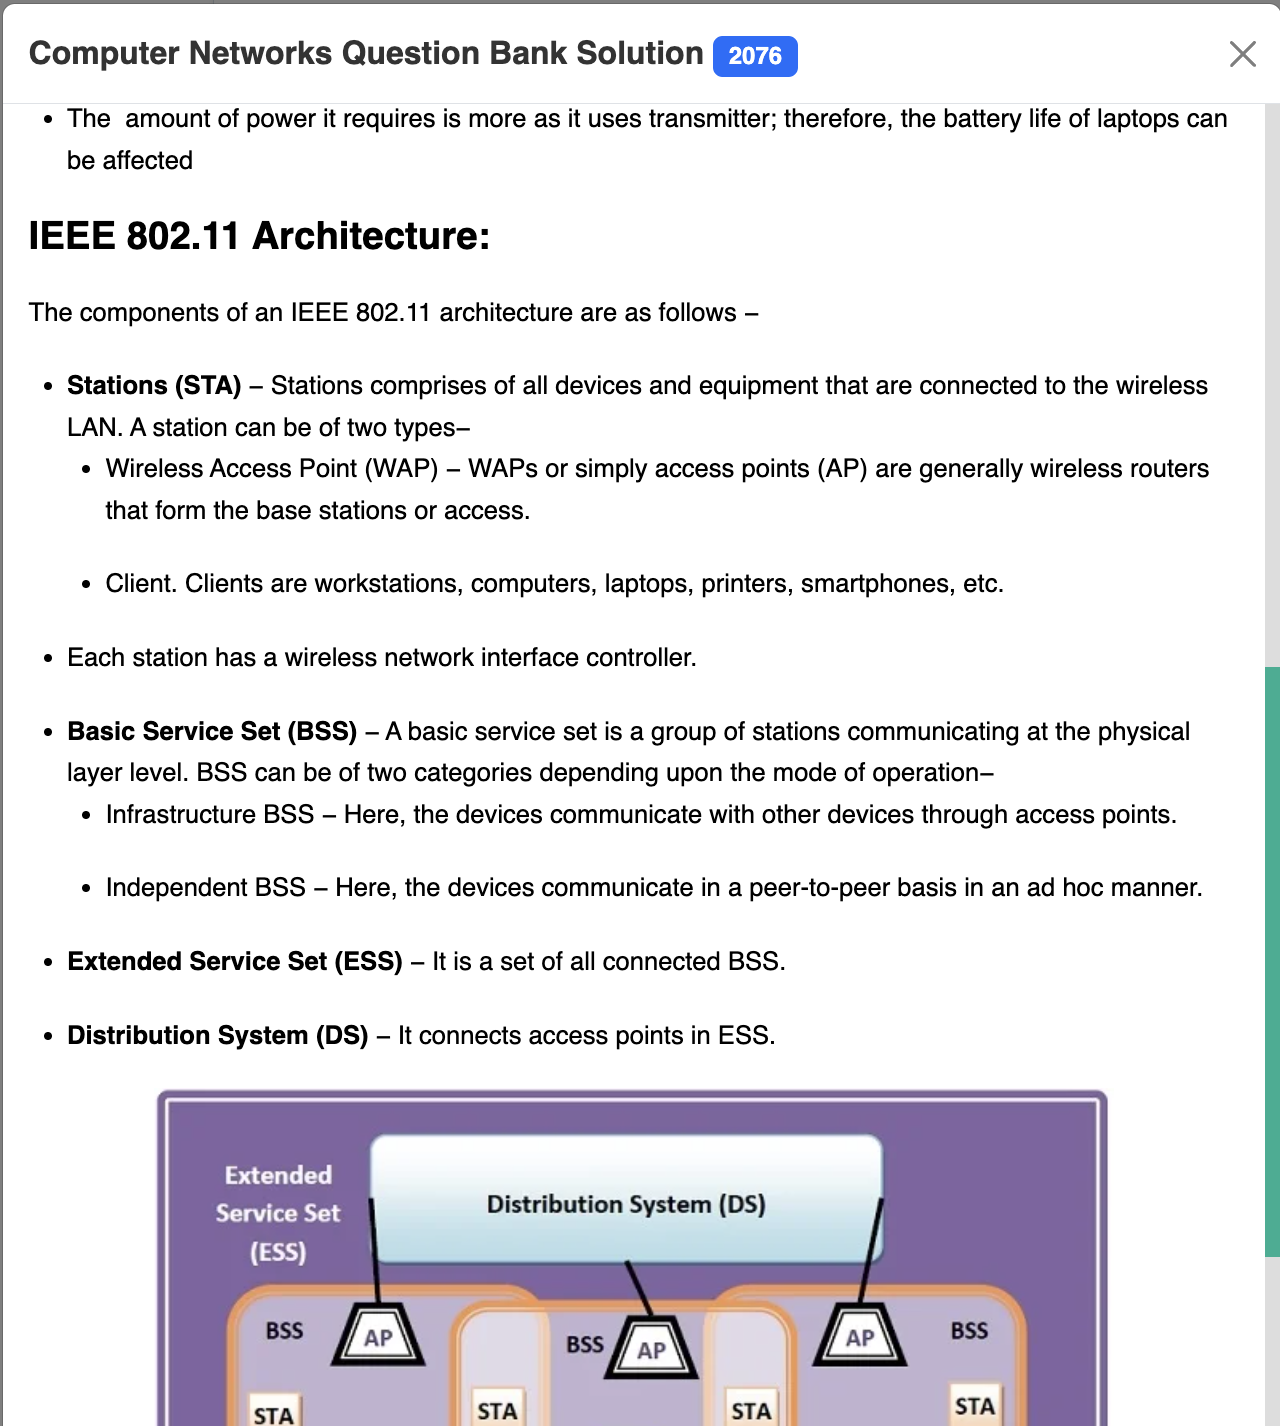 Computer Networks Question Bank Solution 2076
• The  amount of power it requires is more as it uses transmitter; therefore, the battery life of laptops can
be affected
IEEE 802.11 Architecture:
The components of an IEEE 802.11 architecture are as follows –
• Stations (STA) – Stations comprises of all devices and equipment that are connected to the wireless
LAN. A station can be of two types–
• Wireless Access Point (WAP) – WAPs or simply access points (AP) are generally wireless routers
that form the base stations or access.
• Client. Clients are workstations, computers, laptops, printers, smartphones, etc.
• Each station has a wireless network interface controller.
• Basic Service Set (BSS) – A basic service set is a group of stations communicating at the physical
layer level. BSS can be of two categories depending upon the mode of operation–
• Infrastructure BSS – Here, the devices communicate with other devices through access points.
• Independent BSS – Here, the devices communicate in a peer-to-peer basis in an ad hoc manner.
• Extended Service Set (ESS) – It is a set of all connected BSS.
• Distribution System (DS) – It connects access points in ESS.
Extended
Service Set
(ESS)
Distribution System (DS)
BSS AP BSS AP AP BSS
STA STA STA STA